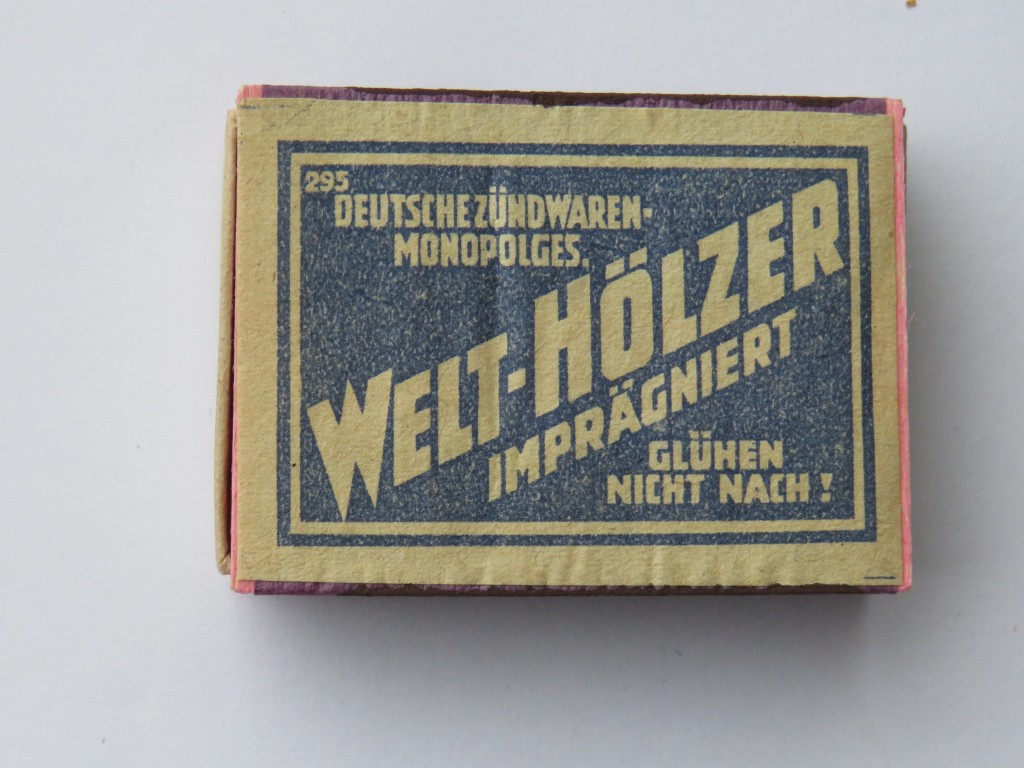 295
DEUTSCHE ZÜNDWAREN-
MONOPOLGES.
WELT-HÖLZER
IMPRÄGNIERT
GLÜHEN
NICHT NACH!